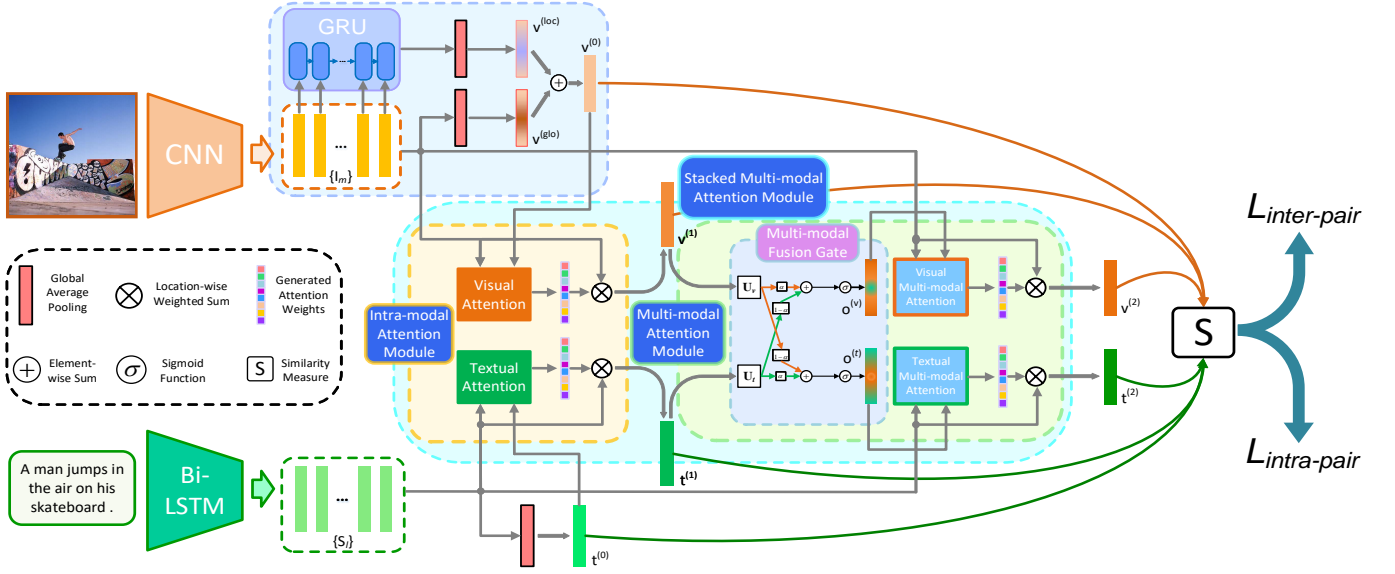 GRU
...
v(loc)
v(0)
CNN
...
{Im}
v(glo)
Stacked Multi-modal
Attention Module
Linter-pair
v(1)
Multi-modal
Fusion Gate
Global
Average
Pooling
Location-wise
Weighted Sum
Generated
Attention
Weights
Visual
Attention
Uv
α
+
σ
1-α
o(v)
Visual
Multi-modal
Attention
v(2)
Intra-modal
Attention
Module
Multi-modal
Attention
Module
S
Element-
wise Sum
σ
Sigmoid
Function
S
Similarity
Measure
Textual
Attention
1-α
o(t)
Ut
α
+
σ
Textual
Multi-modal
Attention
t(2)
A man jumps in
the air on his
skateboard .
Bi-
LSTM
...
{Sl}
t(1)
Lintra-pair
t(0)